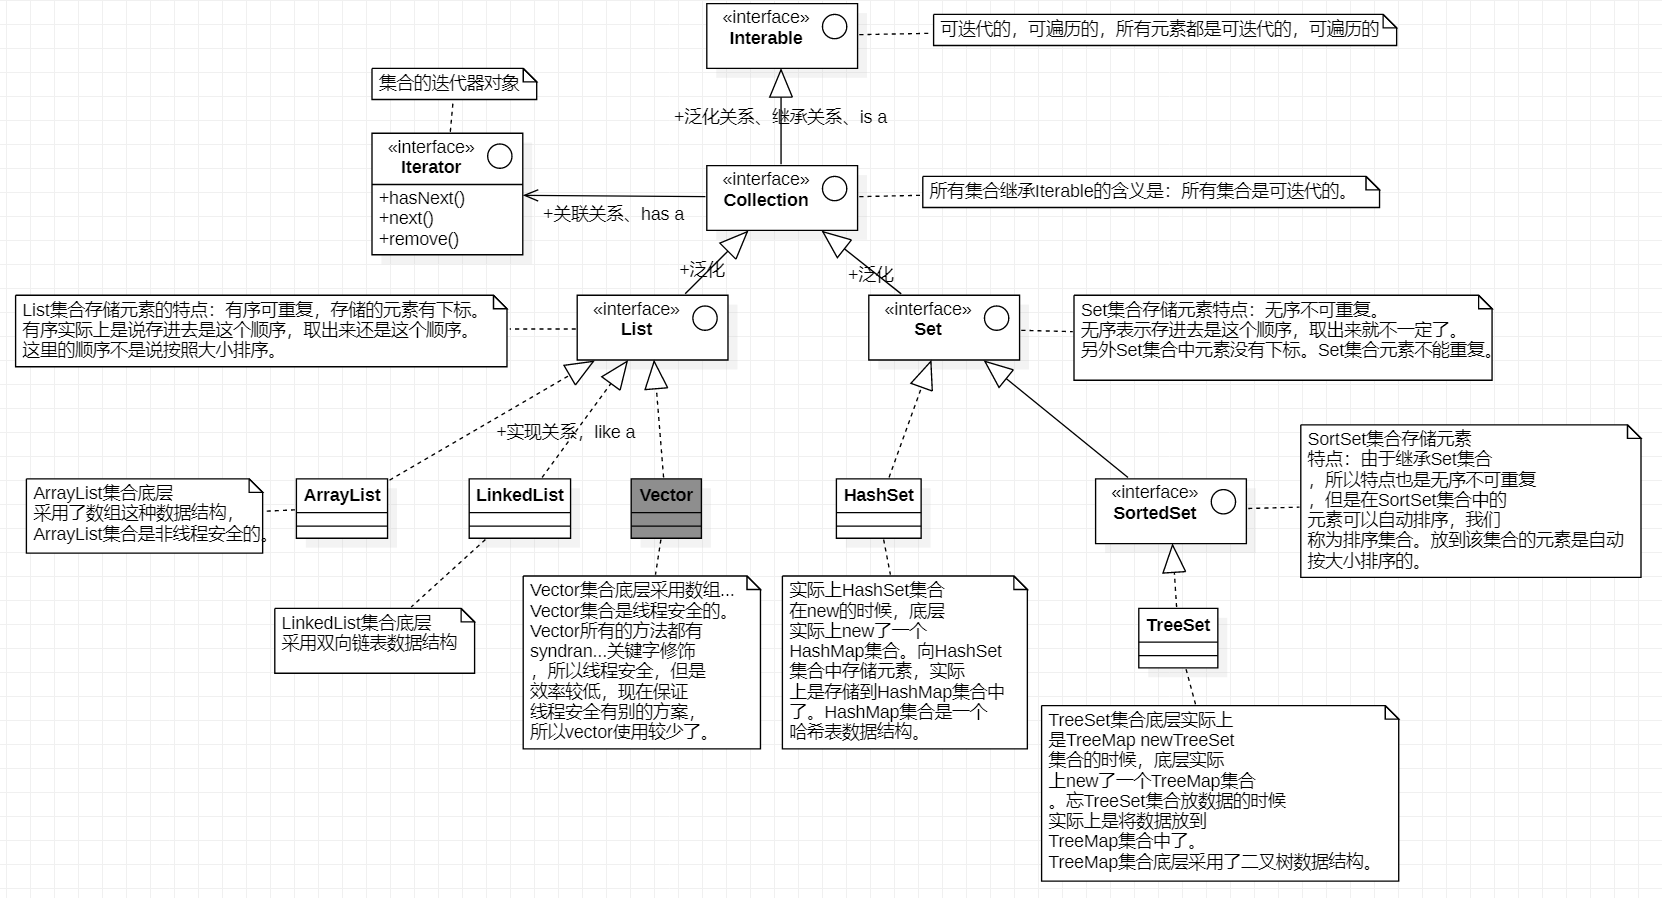 «interface»
Interable
可迭代的，可遍历的，所有元素都是可迭代的，可遍历的
集合的迭代器对象
+泛化关系、继承关系、is a
«interface»
Iterator
+hasNext()
+next()
+remove()
«interface»
Collection
所有集合继承Iterable的含义是：所有集合是可迭代的。
+关联关系、has a
+泛化
+泛化
List集合存储元素的特点：有序可重复，存储的元素有下标。
有序实际上是说存进去是这个顺序，取出来还是这个顺序。
这里的顺序不是说按照大小排序。
«interface»
List
«interface»
Set
Set集合存储元素特点：无序不可重复。
无序表示存进去是这个顺序，取出来就不一定了。
另外Set集合中元素没有下标。Set集合元素不能重复。
+实现关系，like a
ArrayList集合底层
采用了数组这种数据结构，
ArrayList集合是非线程安全的。
ArrayList
LinkedList
Vector
HashSet
«interface»
SortedSet
SortSet集合存储元素
特点：由于继承Set集合
，所以特点也是无序不可重复
，但是在SortSet集合中的
元素可以自动排序，我们
称为排序集合。放到该集合的元素是自动
按大小排序的。
LinkedList集合底层
采用双向链表数据结构
Vector集合底层采用数组...
Vector集合是线程安全的。
Vector所有的方法都有
syndran...关键字修饰
，所以线程安全，但是
效率较低，现在保证
线程安全有别的方案，
所以vector使用较少了。
实际上HashSet集合
在new的时候，底层
实际上new了一个
HashMap集合。向HashSet
集合中存储元素，实际
上是存储到HashMap集合中
了。HashMap集合是一个
哈希表数据结构。
TreeSet
TreeSet集合底层实际上
是TreeMap newTreeSet
集合的时候，底层实际
上new了一个TreeMap集合
。忘TreeSet集合放数据的时候
实际上是将数据放到
TreeMap集合中了。
TreeMap集合底层采用了二叉树数据结构。